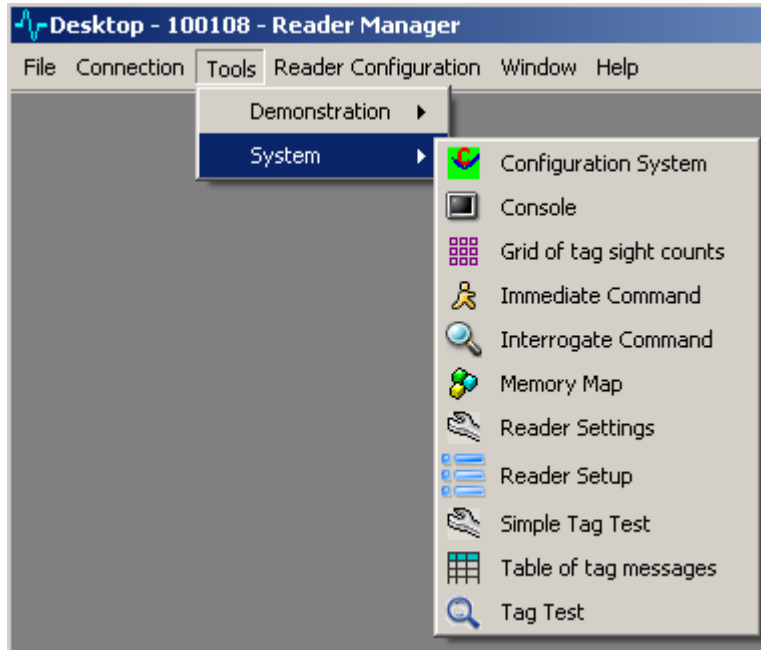 Desktop - 100108 - Reader Manager
File Connection Tools Reader Configuration Window Help
Demonstration
System
Configuration System
Console
Grid of tag sight counts
Immediate Command
Interrogate Command
Memory Map
Reader Settings
Reader Setup
Simple Tag Test
Table of tag messages
Tag Test